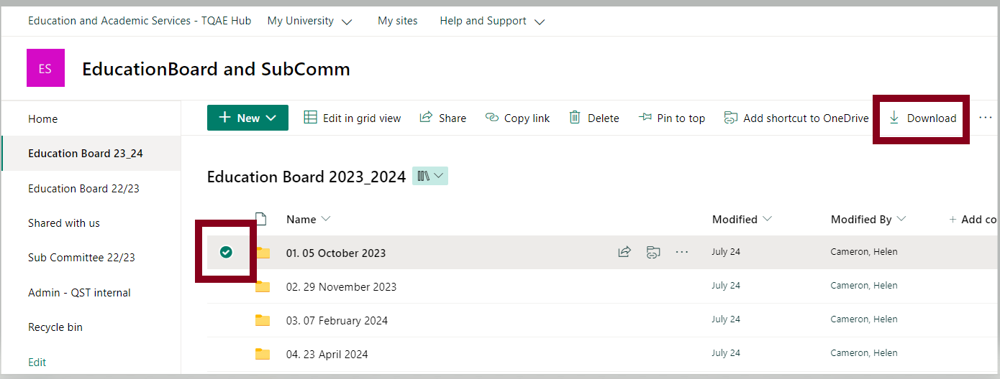 Education and Academic Services - TQAE Hub My University My sites Help and Support
ES EducationBoard and SubComm
Home
Education Board 23_24
Education Board 22/23
Shared with us
Sub Committee 22/23
Admin - QST internal
Recycle bin
Edit
New Edit in grid view Share Copy link Delete Pin to top Add shortcut to OneDrive Download ...
Education Board 2023_2024
Name Modified Modified By + Add co
01. 05 October 2023 ... July 24 Cameron, Helen
02. 29 November 2023 July 24 Cameron, Helen
03. 07 February 2024 July 24 Cameron, Helen
04. 23 April 2024 July 24 Cameron, Helen